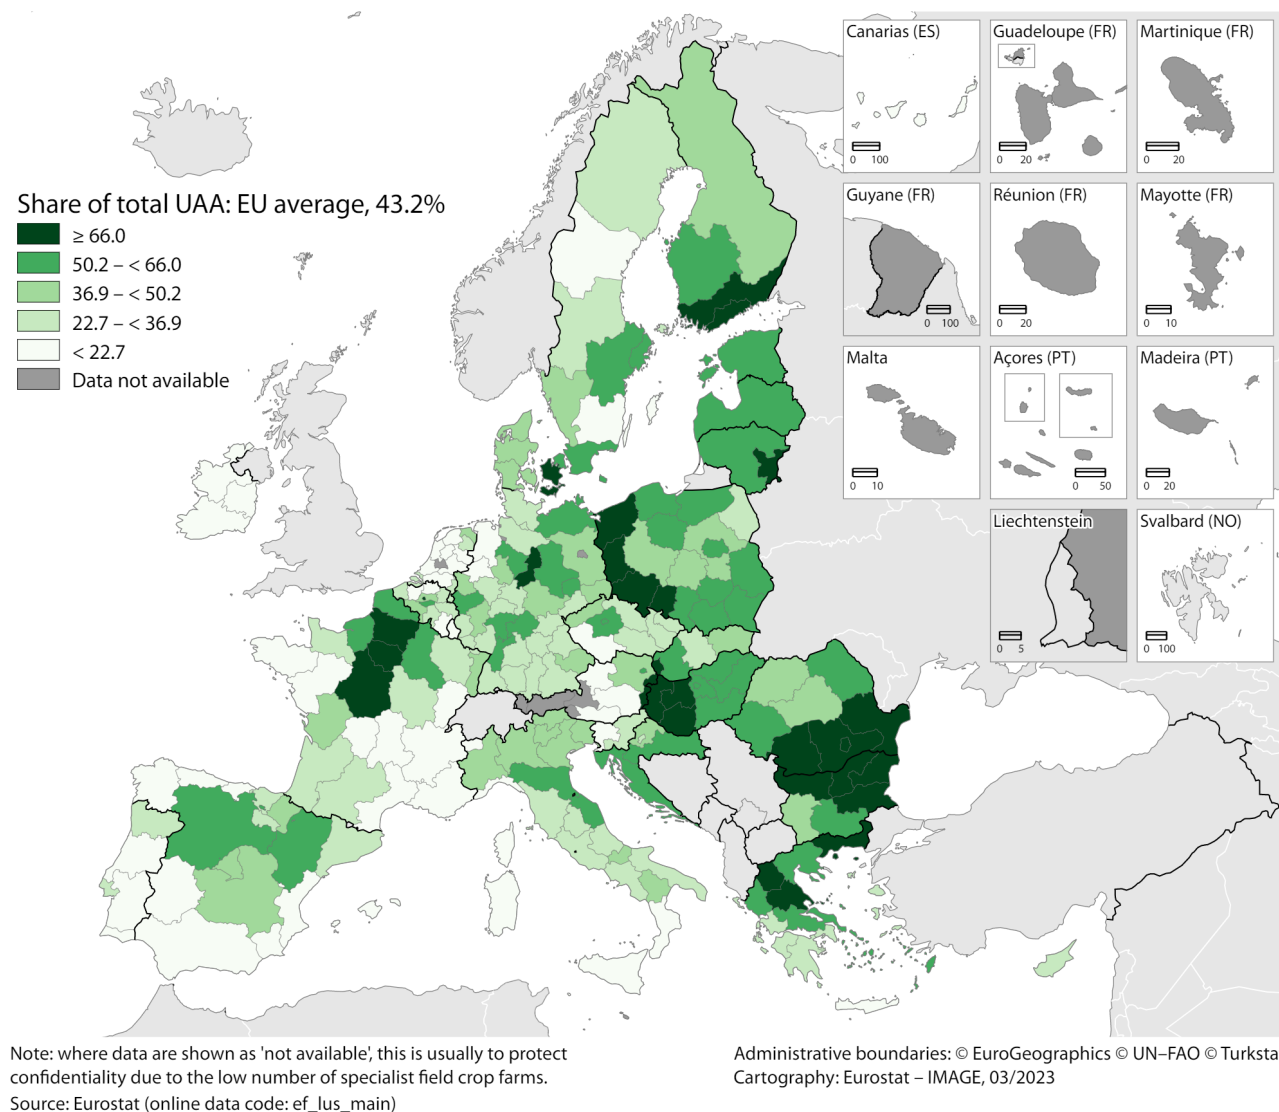 Share of total UAA: EU average, 43.2%
≥ 66.0
50.2 – < 66.0
36.9 – < 50.2
22.7 – < 36.9
< 22.7
Data not available
Canarias (ES)
0 100
Guadeloupe (FR)
0 20
Martinique (FR)
0 20
Guyane (FR)
0 100
Réunion (FR)
0 20
Mayotte (FR)
0 10
Malta
0 10
Açores (PT)
0 50
Madeira (PT)
0 20
Liechtenstein
0 5
Svalbard (NO)
0 100
Note: where data are shown as 'not available', this is usually to protect
confidentiality due to the low number of specialist field crop farms.
Source: Eurostat (online data code: ef_lus_main)
Administrative boundaries: © EuroGeographics © UN–FAO © Turksta
Cartography: Eurostat – IMAGE, 03/2023